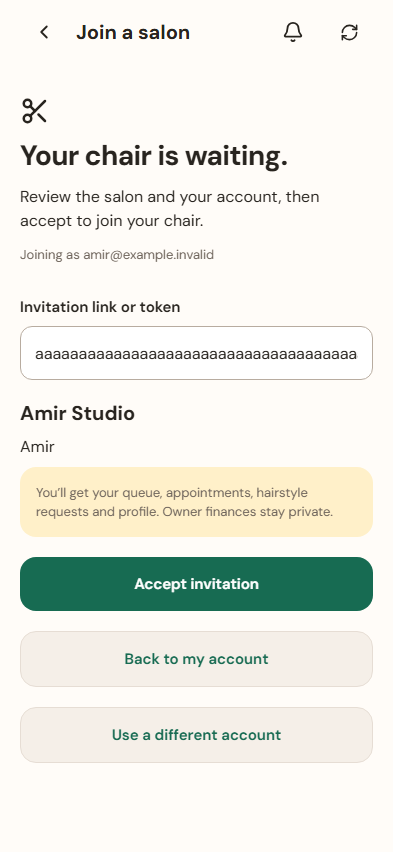 Join a salon
Your chair is waiting.
Review the salon and your account, then
accept to join your chair.
Joining as amir@example.invalid
Invitation link or token
aaaaaaaaaaaaaaaaaaaaaaaaaaaaaaaaaaaaa
Amir Studio
Amir
You’ll get your queue, appointments, hairstyle
requests and profile. Owner finances stay private.
Accept invitation
Back to my account
Use a different account